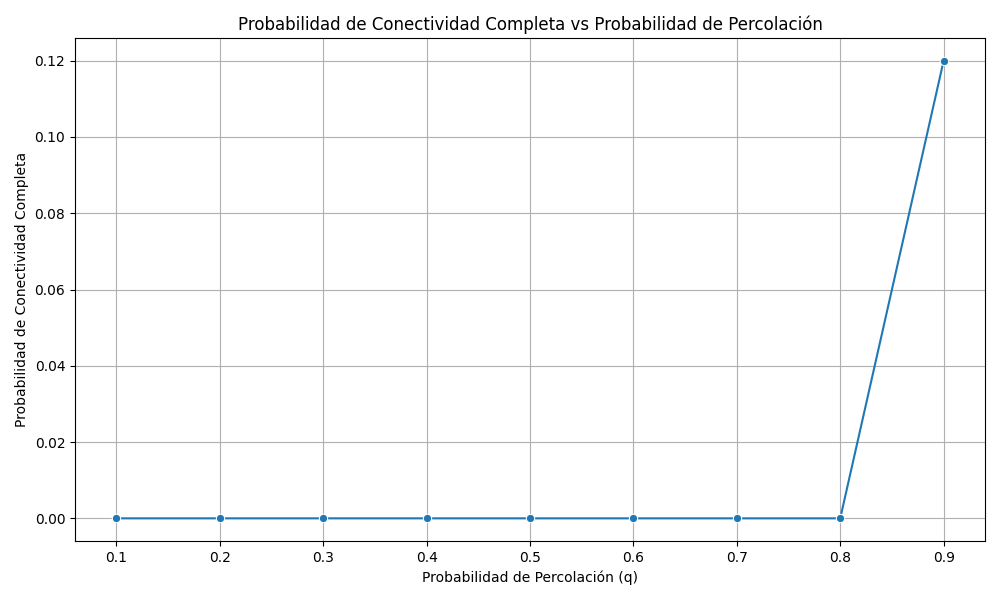 Probabilidad de Conectividad Completa vs Probabilidad de Percolación
Probabilidad de Conectividad Completa
0.12
0.10
0.08
0.06
0.04
0.02
0.00
0.1 0.2 0.3 0.4 0.5 0.6 0.7 0.8 0.9
Probabilidad de Percolación (q)